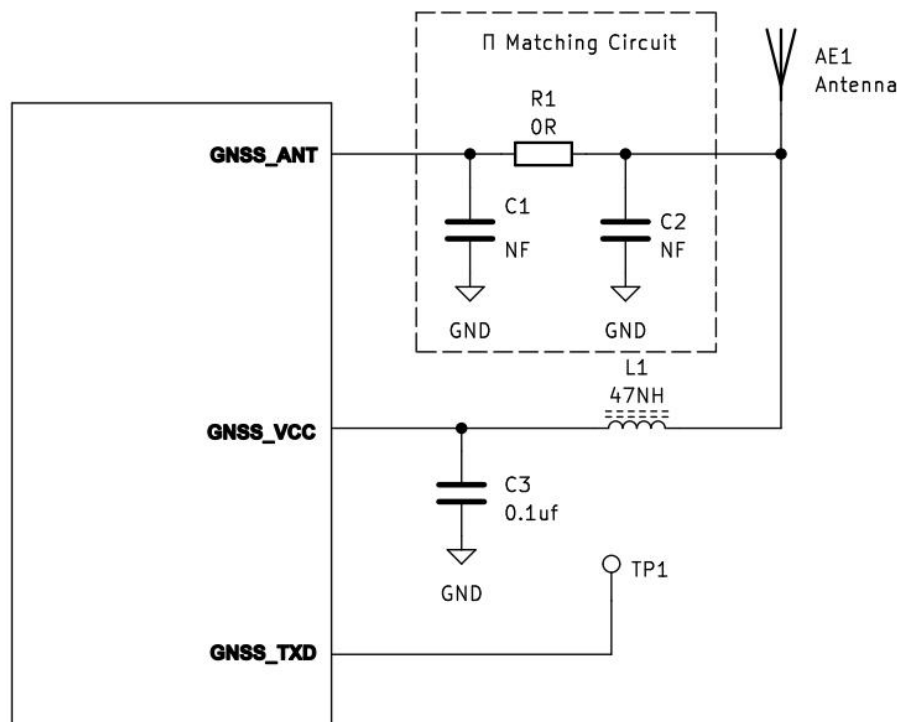 Π Matching Circuit
AE1
Antenna
R1
0R
GNSS_ANT
C1
NF
C2
NF
GND
GND
L1
47NH
GNSS_VCC
C3
0.1uf
GND
TP1
GNSS_TXD